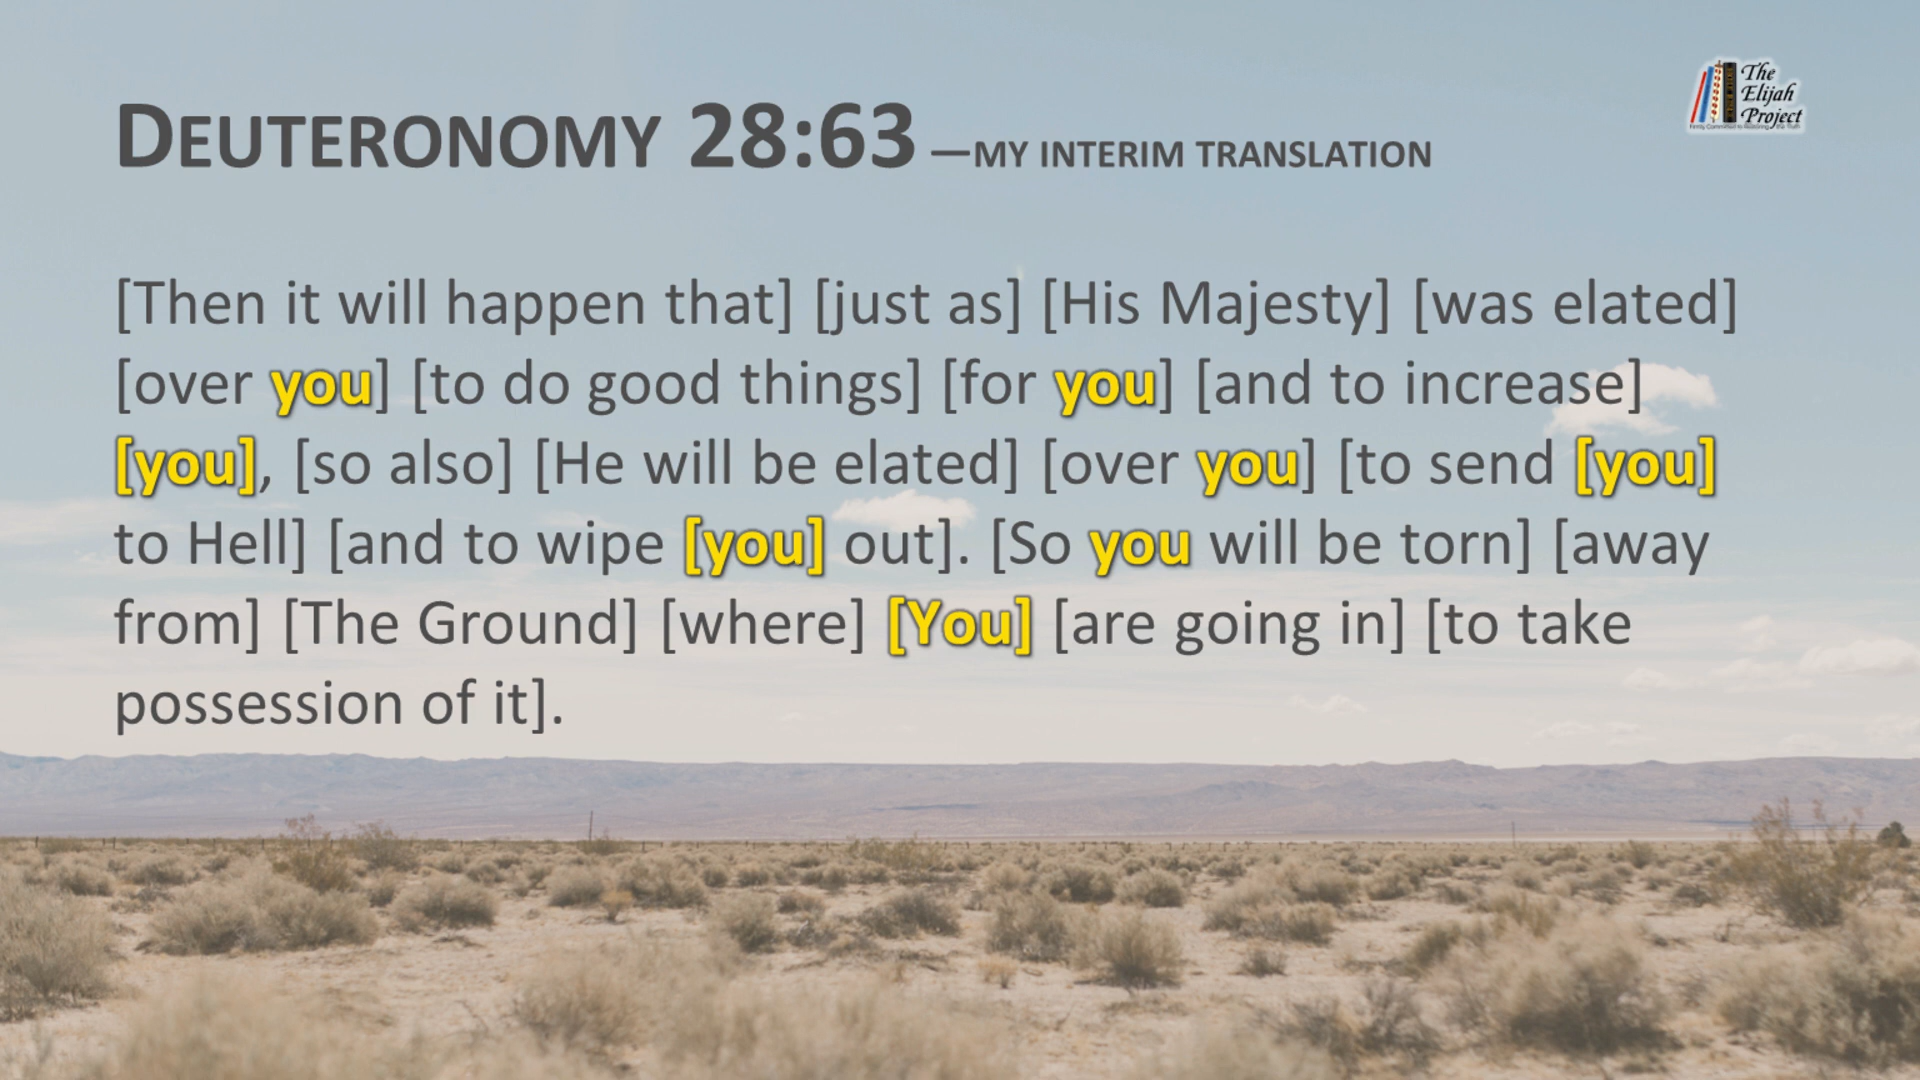 DEUTERONOMY 28:63 —MY INTERIM TRANSLATION
The
Elijah
Project
[Then it will happen that] [just as] [His Majesty] [was elated]
[over you] [to do good things] [for you] [and to increase]
[you], [so also] [He will be elated] [over you] [to send [you]
to Hell] [and to wipe [you] out]. [So you will be torn] [away
from] [The Ground] [where] [You] [are going in] [to take
possession of it].